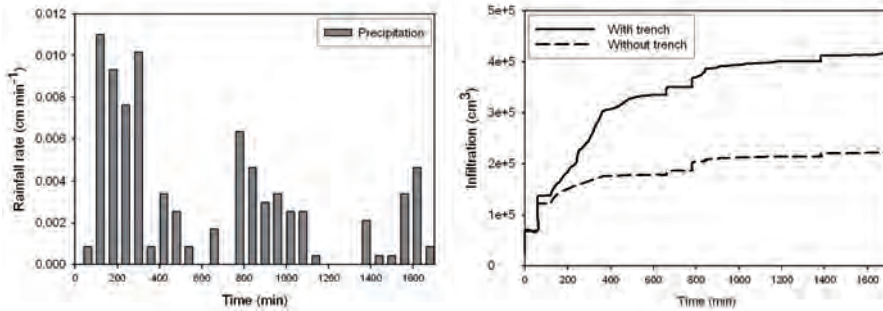 0.012
0.010
0.008
0.006
0.004
0.002
0.000
Rainfall rate (cm min⁻¹)
Precipitation
200
400
600
800
1000
1200
1400
1600
Time (min)
5e+5
4e+5
3e+5
2e+5
1e+5
0
Infiltration (cm³)
With trench
Without trench
0
200
400
600
800
1000
1200
1400
1600
Time (min)